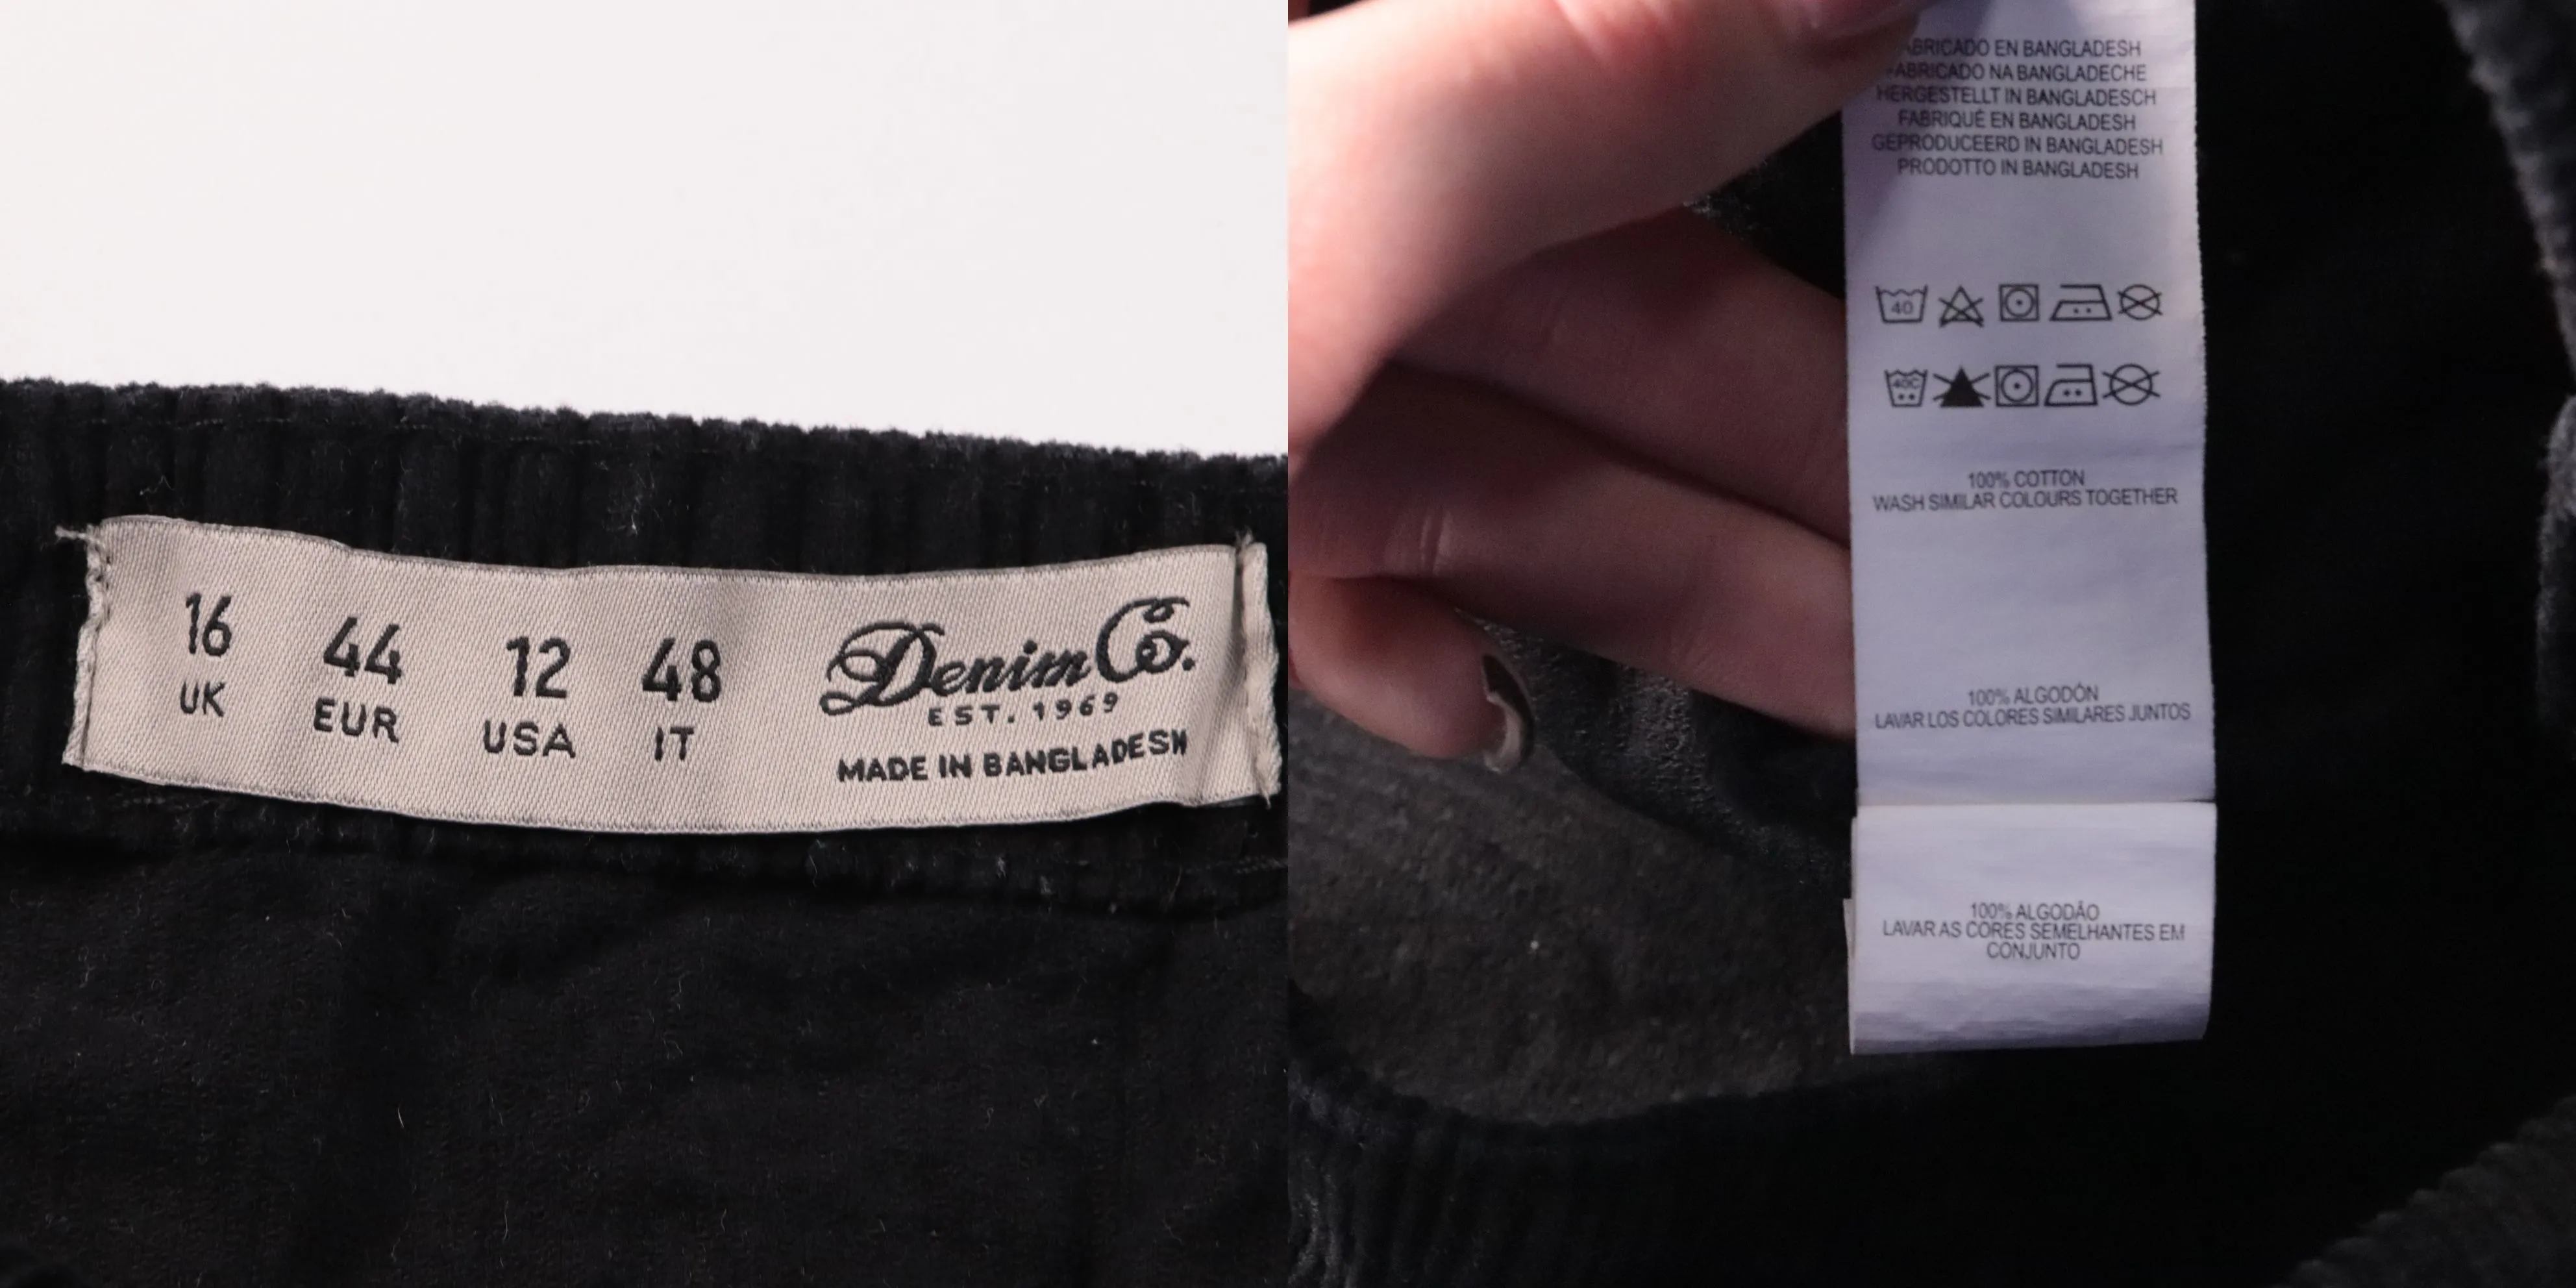 16 44 12 48
UK EUR USA IT
Denim Co.
EST. 1969
MADE IN BANGLADESH
FABRICADO EN BANGLADESH
FABRICADO NA BANGLADECHE
HERGESTELLT IN BANGLADESCH
FABRIQUÉ EN BANGLADESH
GEPRODUCEERD IN BANGLADESH
PRODOTTO IN BANGLADESH
40
40C
100% COTTON
WASH SIMILAR COLOURS TOGETHER
100% ALGODÓN
LAVAR LOS COLORES SIMILARES JUNTOS
100% ALGODÃO
LAVAR AS CORES SEMELHANTES EM
CONJUNTO